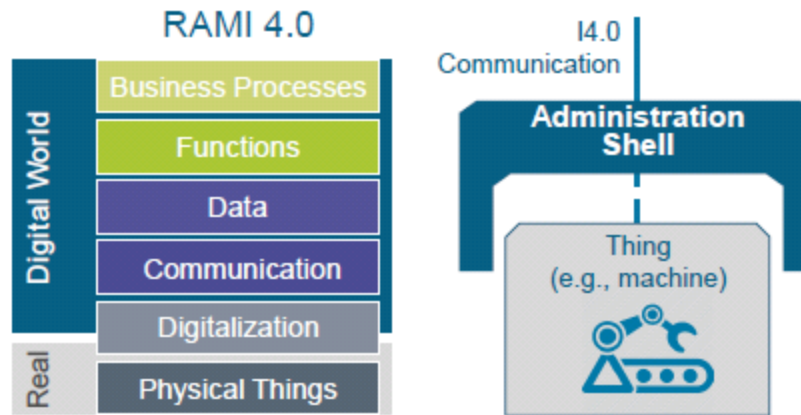 RAMI 4.0
Digital World
Business Processes
Functions
Data
Communication
Digitalization
Real
Physical Things
I4.0
Communication
Administration
Shell
Thing
(e.g., machine)